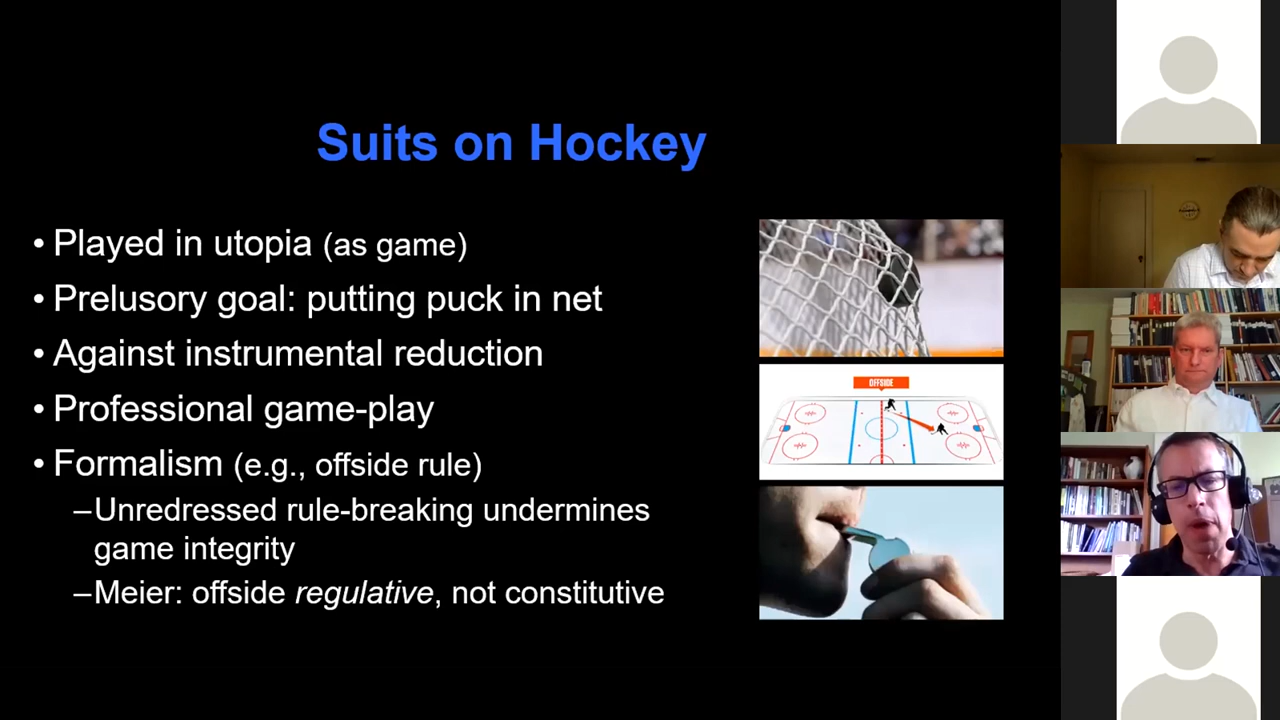 Suits on Hockey
• Played in utopia (as game)
• Prelusory goal: putting puck in net
• Against instrumental reduction
• Professional game-play
• Formalism (e.g., offside rule)
–Unredressed rule-breaking undermines
game integrity
–Meier: offside regulative, not constitutive
OFFSIDE